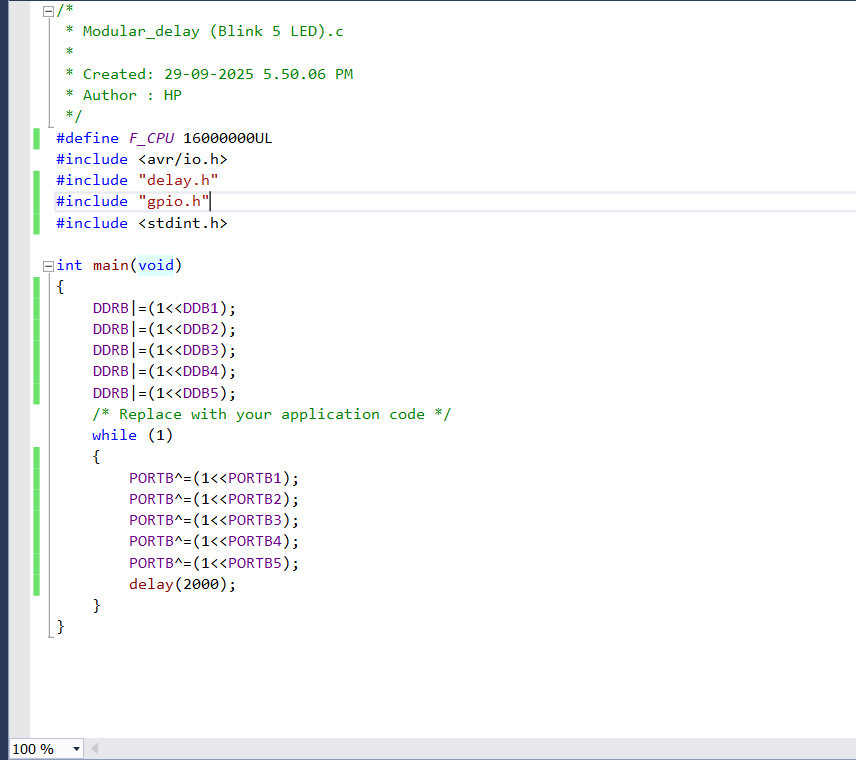 /*
 * Modular_delay (Blink 5 LED).c
 *
 * Created: 29-09-2025 5.50.06 PM
 * Author : HP
 */
#define F_CPU 16000000UL
#include <avr/io.h>
#include "delay.h"
#include "gpio.h"
#include <stdint.h>

int main(void)
{
    DDRB|=(1<<DDB1);
    DDRB|=(1<<DDB2);
    DDRB|=(1<<DDB3);
    DDRB|=(1<<DDB4);
    DDRB|=(1<<DDB5);
    /* Replace with your application code */
    while (1)
    {
        PORTB^=(1<<PORTB1);
        PORTB^=(1<<PORTB2);
        PORTB^=(1<<PORTB3);
        PORTB^=(1<<PORTB4);
        PORTB^=(1<<PORTB5);
        delay(2000);
    }
}
100 %